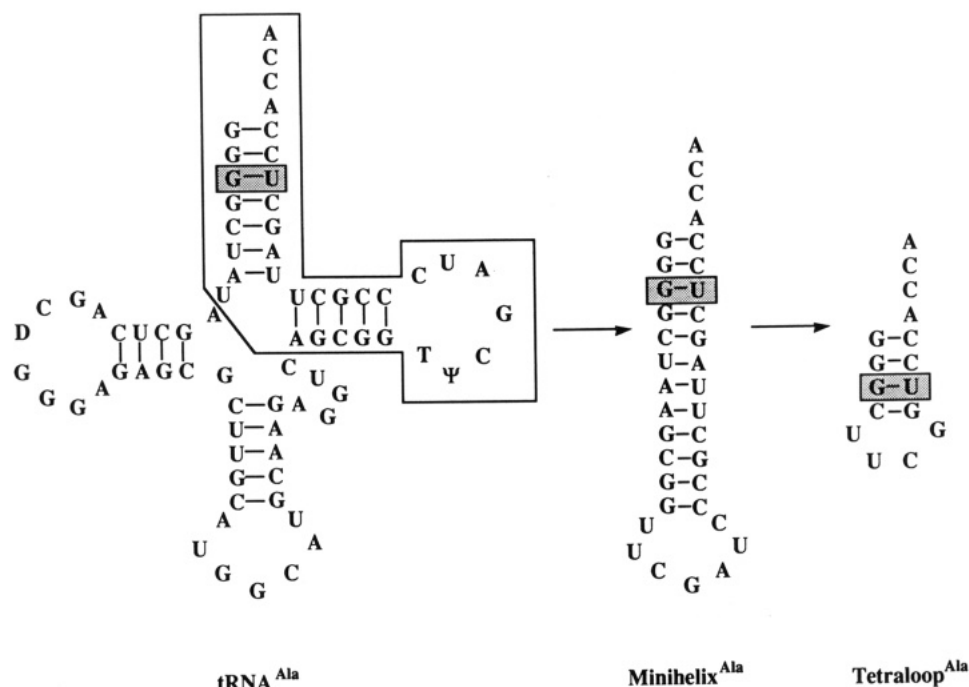 A
C
C
A
G–C
G–C
G–U
G–C
C–G
U–A
A–U
U
A
D C G A C U C G
G G G A G A G C
U C G C C
C U A G C Ψ T
A G C G G
G
C U G G A
C–G
U–A
U–A
G–C
C–G
A U G G C A U
tRNA Ala
A
C
C
A
G–C
G–C
G–U
G–C
C–G
U–A
A–U
A–U
G–C
C–G
G–C
G–C
U U C G A U C
Minihelix Ala
A
C
C
A
G–C
G–C
G–U
C–G
U U C G
Tetraloop Ala